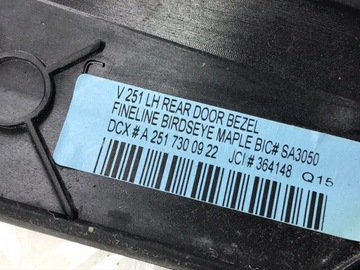 V 251 LH REAR DOOR BEZEL
FINELINE BIRDSEYE MAPLE BIC# SA3050
DCX # A 251 730 09 22 JCI # 364148 Q15